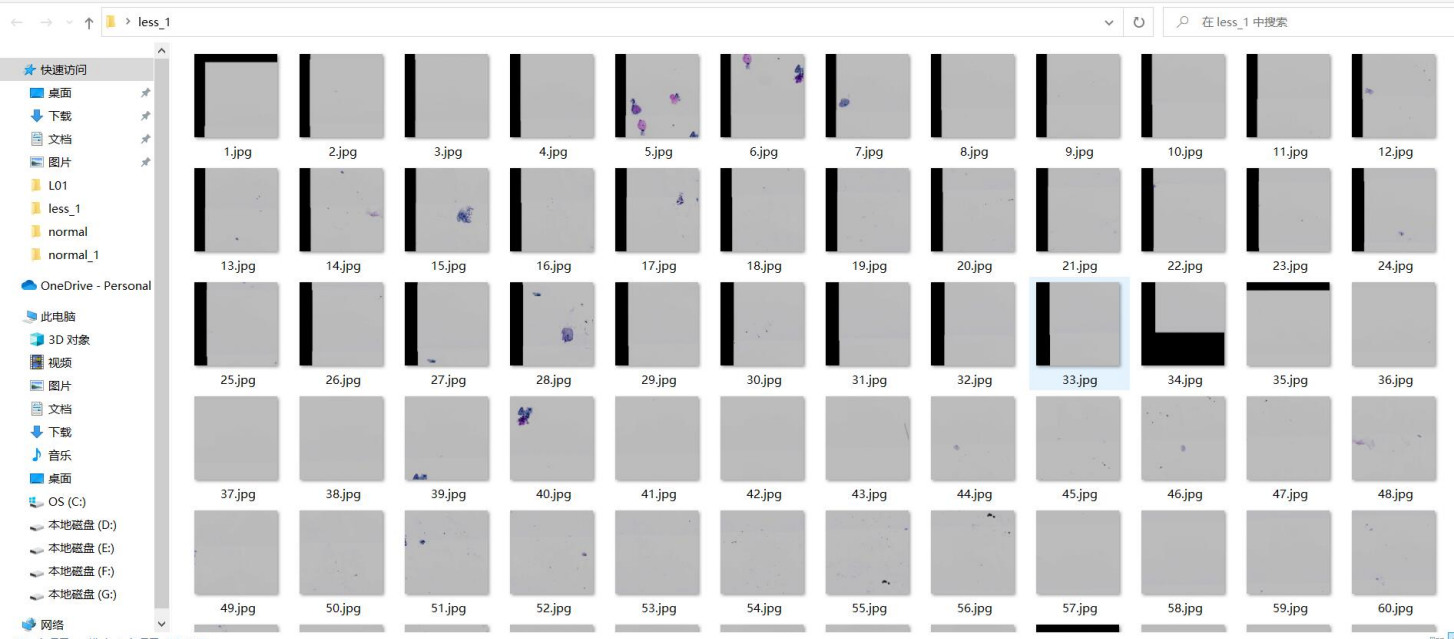 less_1
在 less_1 中搜索
快速访问
桌面
下载
文档
图片
L01
less_1
normal
normal_1
OneDrive - Personal
此电脑
3D 对象
视频
图片
文档
下载
音乐
桌面
OS (C:)
本地磁盘 (D:)
本地磁盘 (E:)
本地磁盘 (F:)
本地磁盘 (G:)
网络
1.jpg 2.jpg 3.jpg 4.jpg 5.jpg 6.jpg 7.jpg 8.jpg 9.jpg 10.jpg 11.jpg 12.jpg
13.jpg 14.jpg 15.jpg 16.jpg 17.jpg 18.jpg 19.jpg 20.jpg 21.jpg 22.jpg 23.jpg 24.jpg
25.jpg 26.jpg 27.jpg 28.jpg 29.jpg 30.jpg 31.jpg 32.jpg 33.jpg 34.jpg 35.jpg 36.jpg
37.jpg 38.jpg 39.jpg 40.jpg 41.jpg 42.jpg 43.jpg 44.jpg 45.jpg 46.jpg 47.jpg 48.jpg
49.jpg 50.jpg 51.jpg 52.jpg 53.jpg 54.jpg 55.jpg 56.jpg 57.jpg 58.jpg 59.jpg 60.jpg